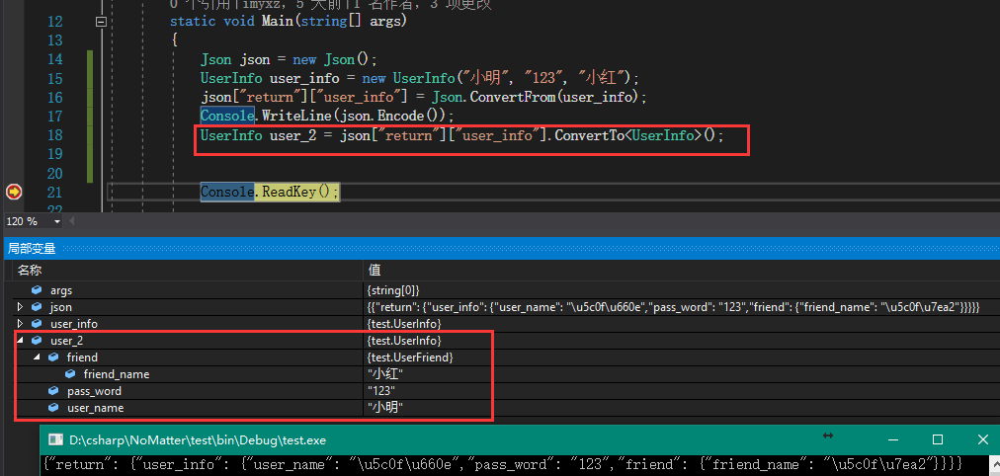 0 个引用|imyxz, 5 天前|1 名作者, 3 项更改
12 static void Main(string[] args)
13 {
14 Json json = new Json();
15 UserInfo user_info = new UserInfo("小明", "123", "小红");
16 json["return"]["user_info"] = Json.ConvertFrom(user_info);
17 Console.WriteLine(json.Encode());
18 UserInfo user_2 = json["return"]["user_info"].ConvertTo<UserInfo>();
19
20
21 Console.ReadKey();
22
120 %
局部变量
名称 值
args {string[0]}
json {{"return": {"user_info": {"user_name": "\u5c0f\u660e","pass_word": "123","friend": {"friend_name": "\u5c0f\u7ea2"}}}}}
user_info {test.UserInfo}
user_2 {test.UserInfo}
friend {test.UserFriend}
friend_name "小红"
pass_word "123"
user_name "小明"
D:\csharp\NoMatter\test\bin\Debug\test.exe
{"return": {"user_info": {"user_name": "\u5c0f\u660e","pass_word": "123","friend": {"friend_name": "\u5c0f\u7ea2"}}}}